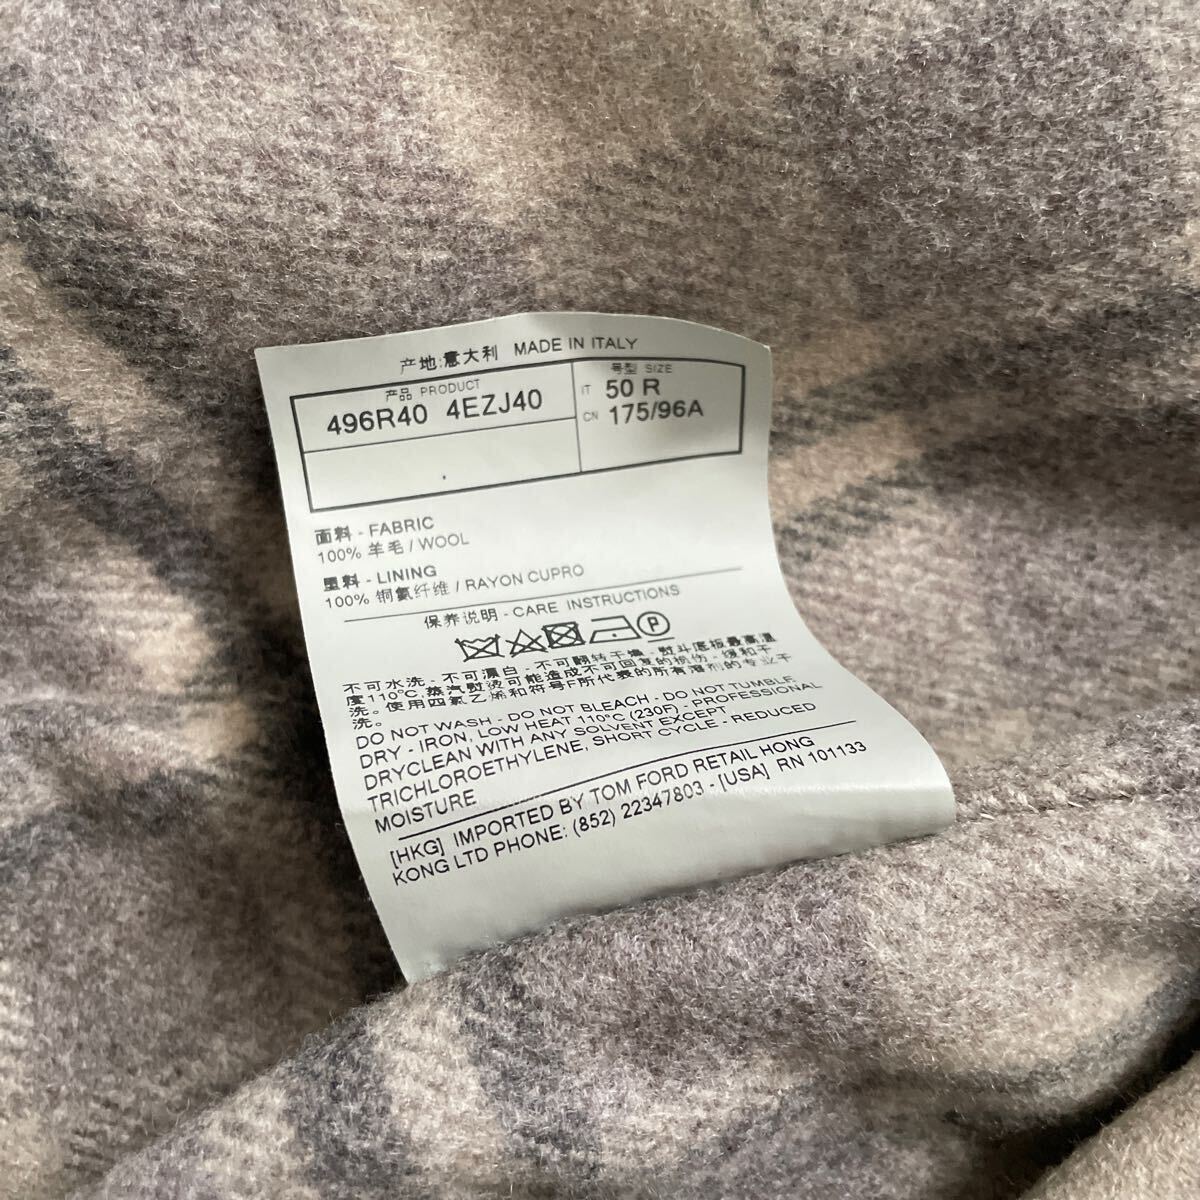 产地:意大利 MADE IN ITALY
产品 PRODUCT
496R40 4EZJ40
号型 SIZE
IT 50 R
CN 175/96A
面料 - FABRIC
100% 羊毛 / WOOL
里料 - LINING
100% 铜氨纤维 / RAYON CUPRO
保养说明 - CARE INSTRUCTIONS
P
不可水洗 - 不可漂白 - 不可翻转干燥 - 熨斗底板最高温
度110°C,蒸汽熨烫可能造成不可回复的损伤 - 缓和干
洗。使用四氯乙烯和符号F所代表的所有溶剂的专业干
洗。
DO NOT WASH - DO NOT BLEACH - DO NOT TUMBLE
DRY - IRON, LOW HEAT 110°C (230F) - PROFESSIONAL
DRYCLEAN WITH ANY SOLVENT EXCEPT
TRICHLOROETHYLENE, SHORT CYCLE - REDUCED
MOISTURE
[HKG] IMPORTED BY TOM FORD RETAIL HONG
KONG LTD PHONE: (852) 22347803 - [USA] RN 101133